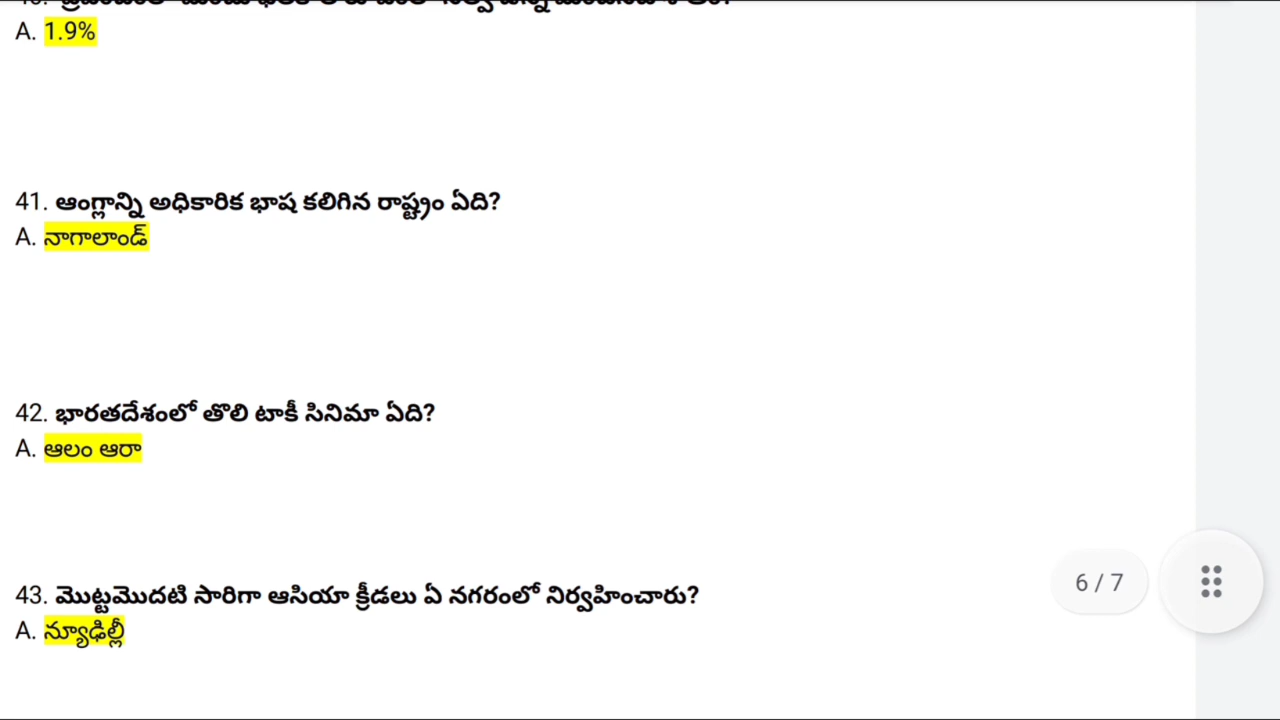 A. 1.9%
41. ఆంగ్లాన్ని అధికారిక భాష కలిగిన రాష్ట్రం ఏది?
A. నాగాలాండ్
42. భారతదేశంలో తొలి టాకీ సినిమా ఏది?
A. ఆలం ఆరా
43. మొట్టమొదటి సారిగా ఆసియా క్రీడలు ఏ నగరంలో నిర్వహించారు?
6 / 7
A. న్యూఢిల్లీ